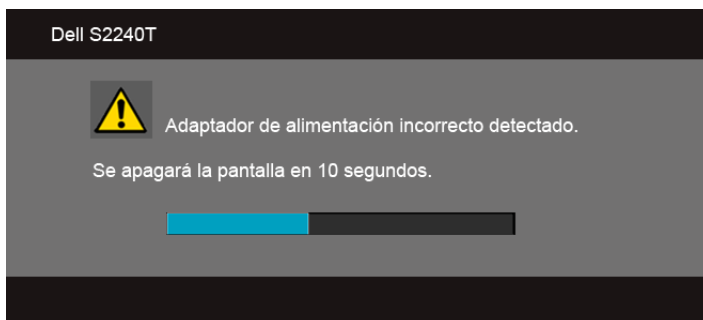 Dell S2240T
Adaptador de alimentación incorrecto detectado.
Se apagará la pantalla en 10 segundos.